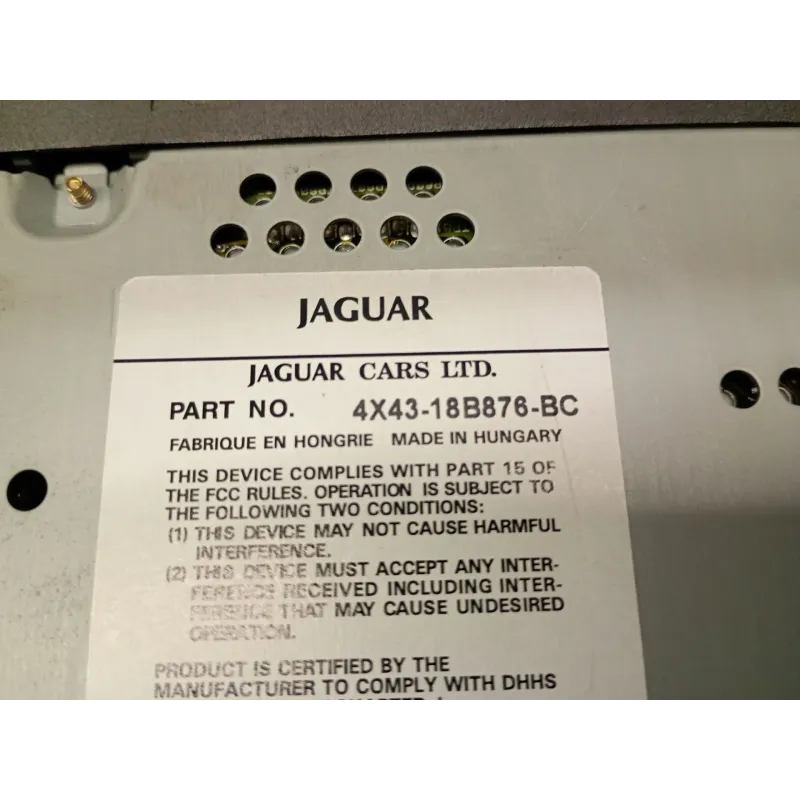 JAGUAR
JAGUAR CARS LTD.
PART NO. 4X43-18B876-BC
FABRIQUE EN HONGRIE MADE IN HUNGARY
THIS DEVICE COMPLIES WITH PART 15 OF
THE FCC RULES. OPERATION IS SUBJECT TO
THE FOLLOWING TWO CONDITIONS:
(1) THIS DEVICE MAY NOT CAUSE HARMFUL
INTERFERENCE.
(2) THIS DEVICE MUST ACCEPT ANY INTER-
FERENCE RECEIVED INCLUDING INTER-
FERENCE THAT MAY CAUSE UNDESIRED
OPERATION.
PRODUCT IS CERTIFIED BY THE
MANUFACTURER TO COMPLY WITH DHHS